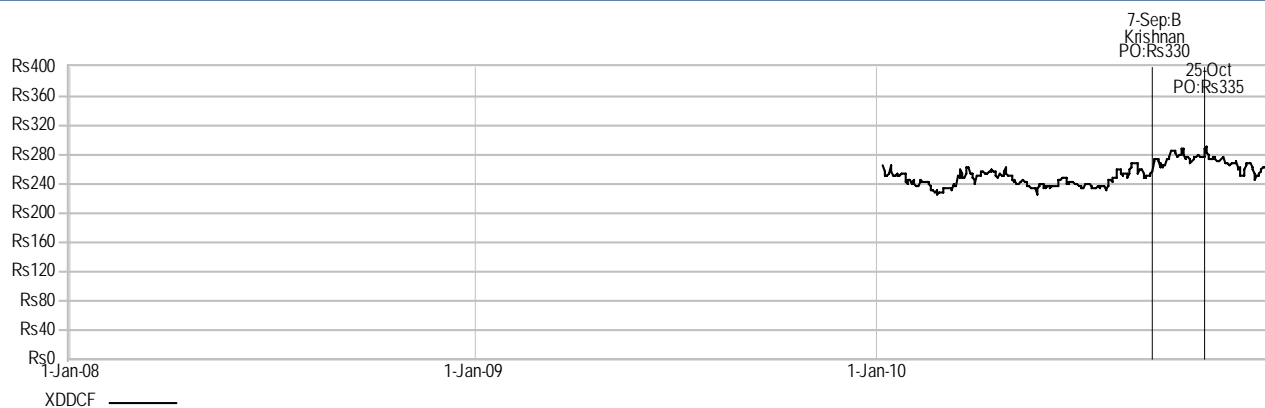 7-Sep:B
Krishnan
PO:Rs330
25-Oct
PO:Rs335
Rs400
Rs360
Rs320
Rs280
Rs240
Rs200
Rs160
Rs120
Rs80
Rs40
Rs0
1-Jan-08 1-Jan-09 1-Jan-10
XDDCF